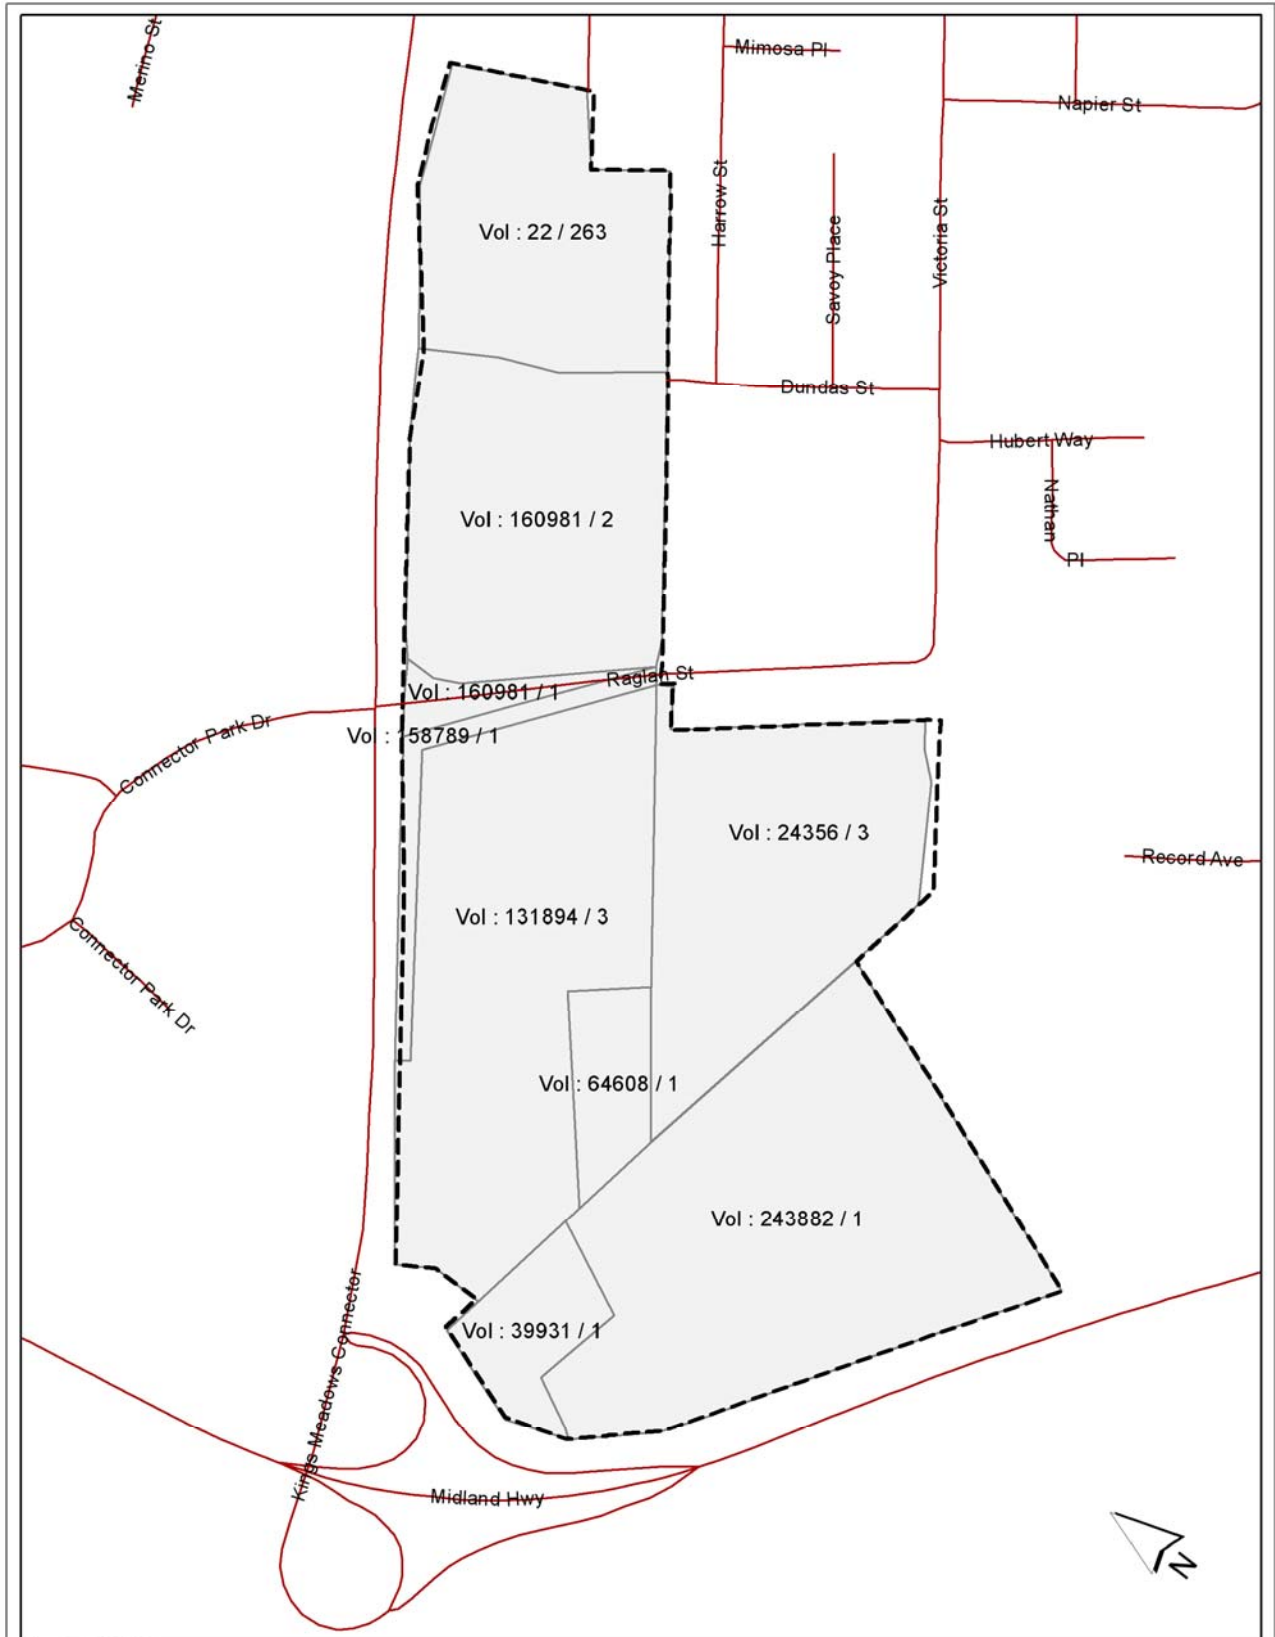 Merino St
Mimosa Pl
Napier St
Harrow St
Savoy Place
Victoria St
Vol : 22 / 263
Dundas St
Hubert Way
Nathan
Pl
Vol : 160981 / 2
Raglan St
Vol : 160981 / 1
Connector Park Dr
Vol : 158789 / 1
Vol : 24356 / 3
Record Ave
Vol : 131894 / 3
Connector Park Dr
Vol : 64608 / 1
Vol : 243882 / 1
Vol : 39931 / 1
Kings Meadows Connector
Midland Hwy
N